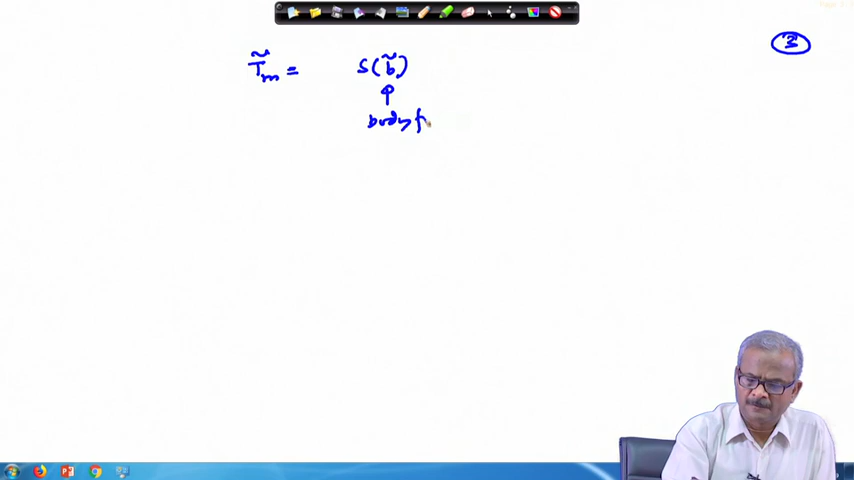 ③
T̃m = S(b̃)
↑
body f